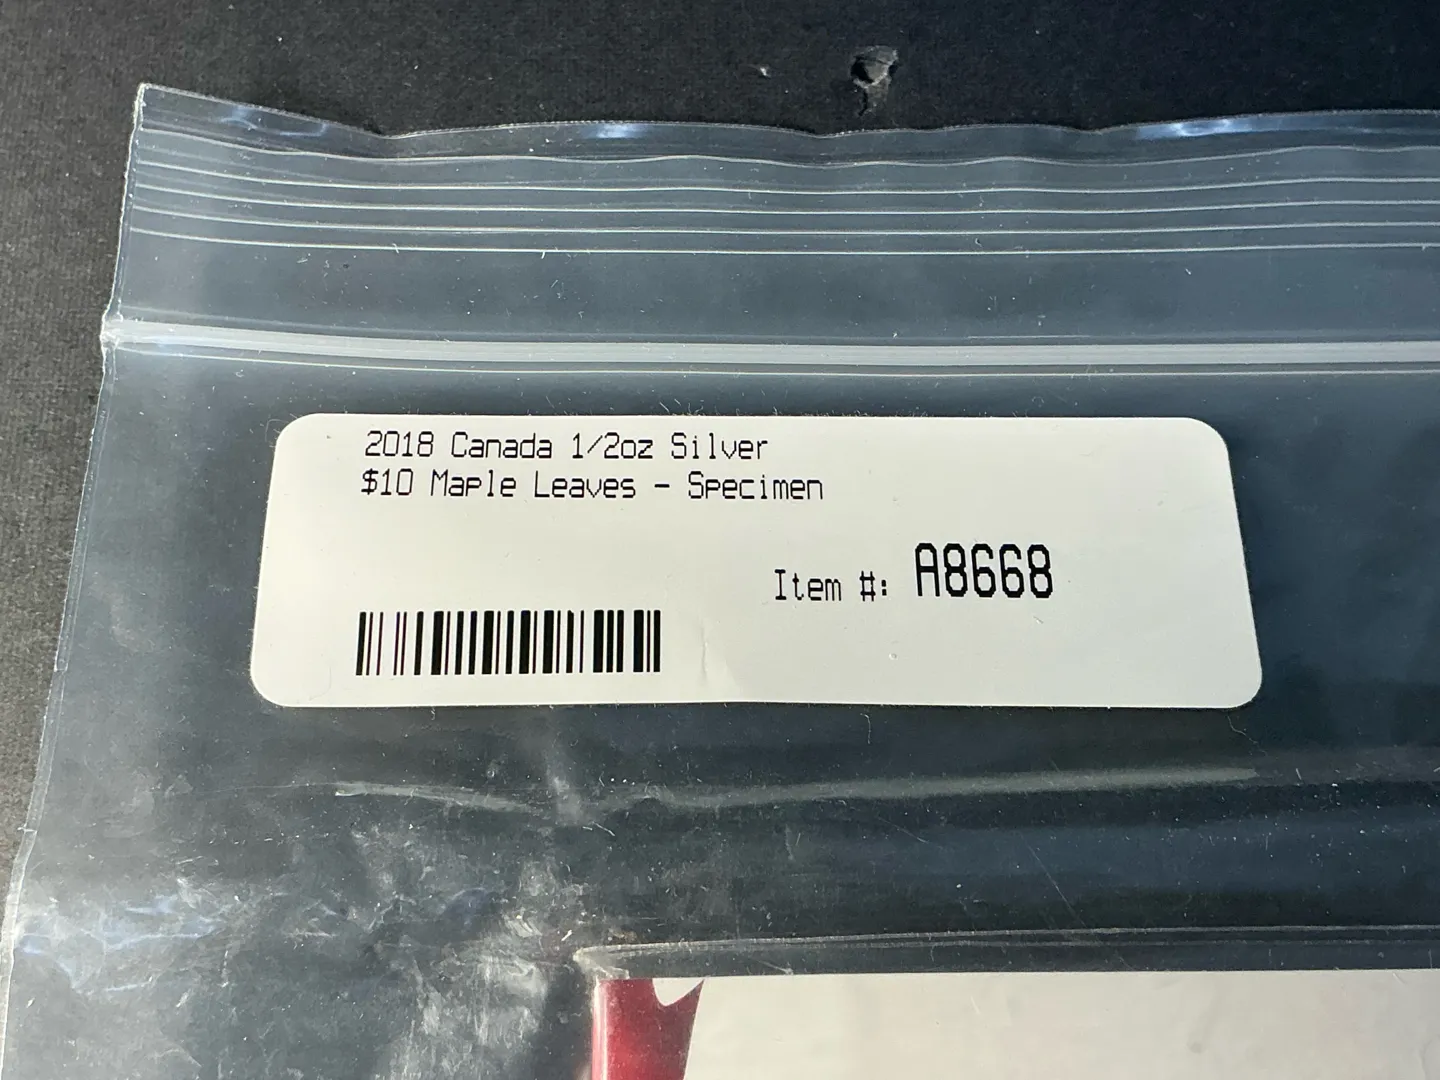 2018 Canada 1/2oz Silver
$10 Maple Leaves - Specimen
Item #: A8668